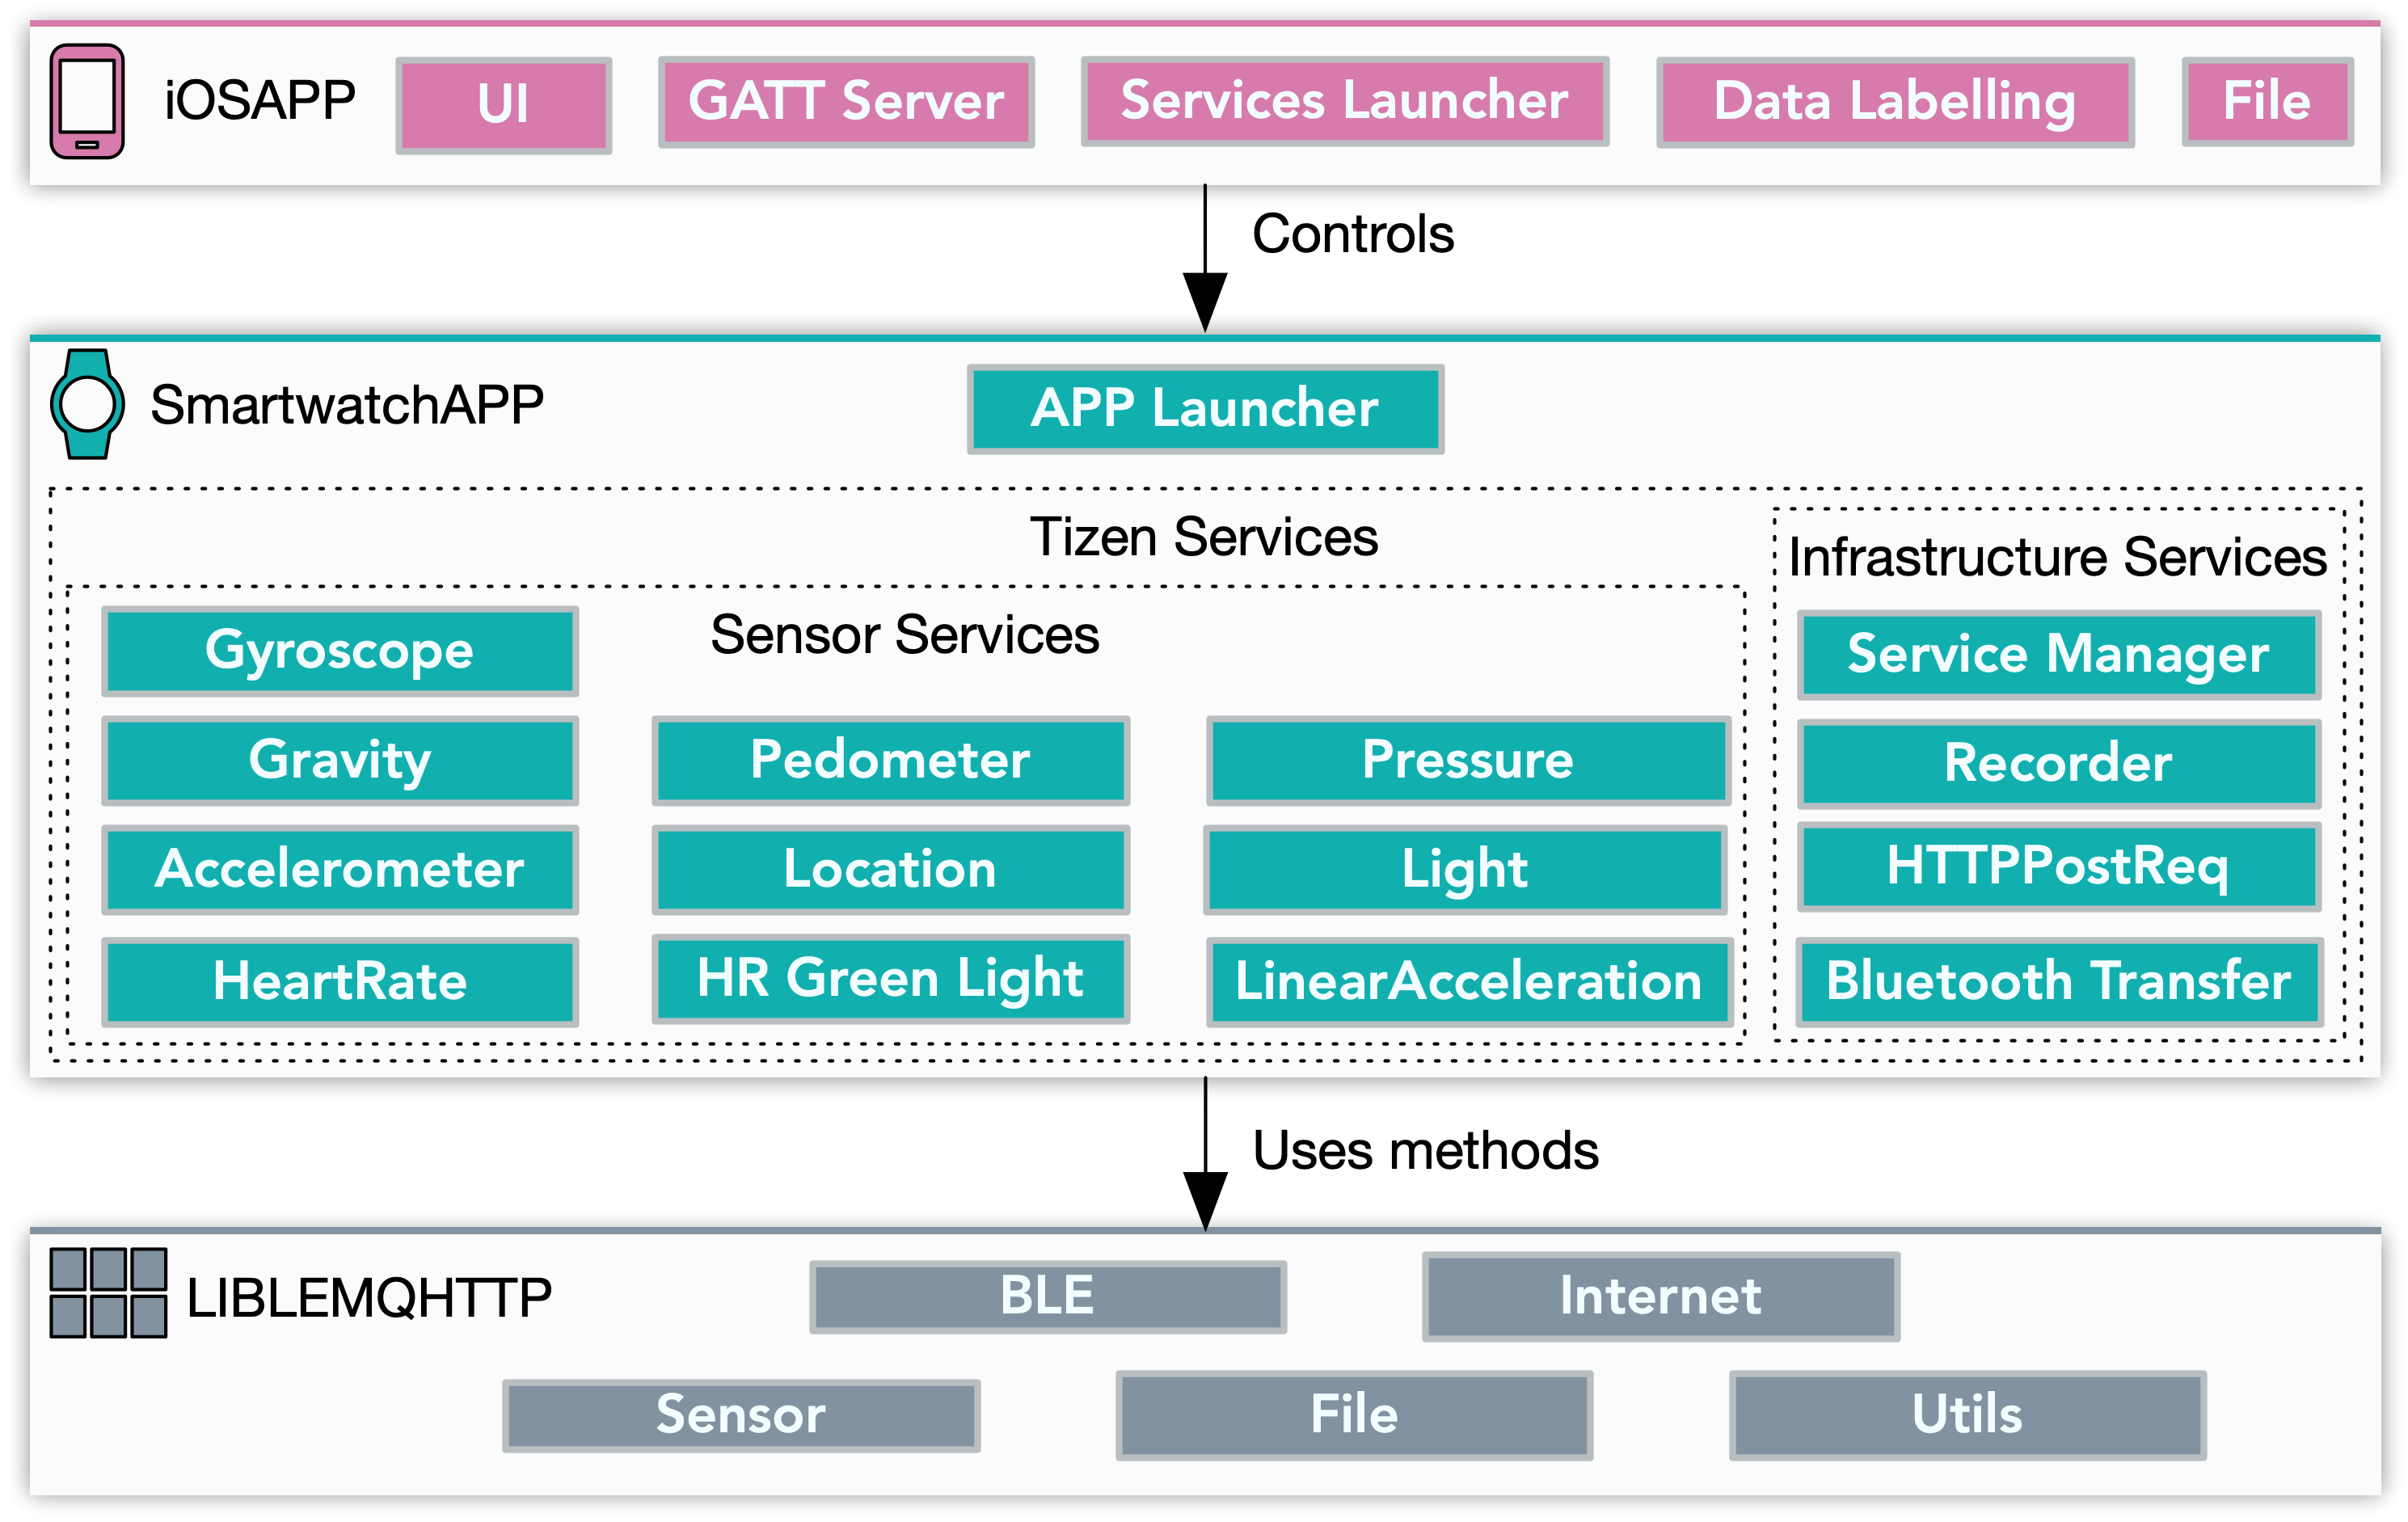 iOSAPP
UI
GATT Server
Services Launcher
Data Labelling
File
Controls
SmartwatchAPP
APP Launcher
Tizen Services
Infrastructure Services
Sensor Services
Gyroscope
Service Manager
Gravity
Pedometer
Pressure
Recorder
Accelerometer
Location
Light
HTTPPostReq
HeartRate
HR Green Light
LinearAcceleration
Bluetooth Transfer
Uses methods
LIBLEMQHTTP
BLE
Internet
Sensor
File
Utils